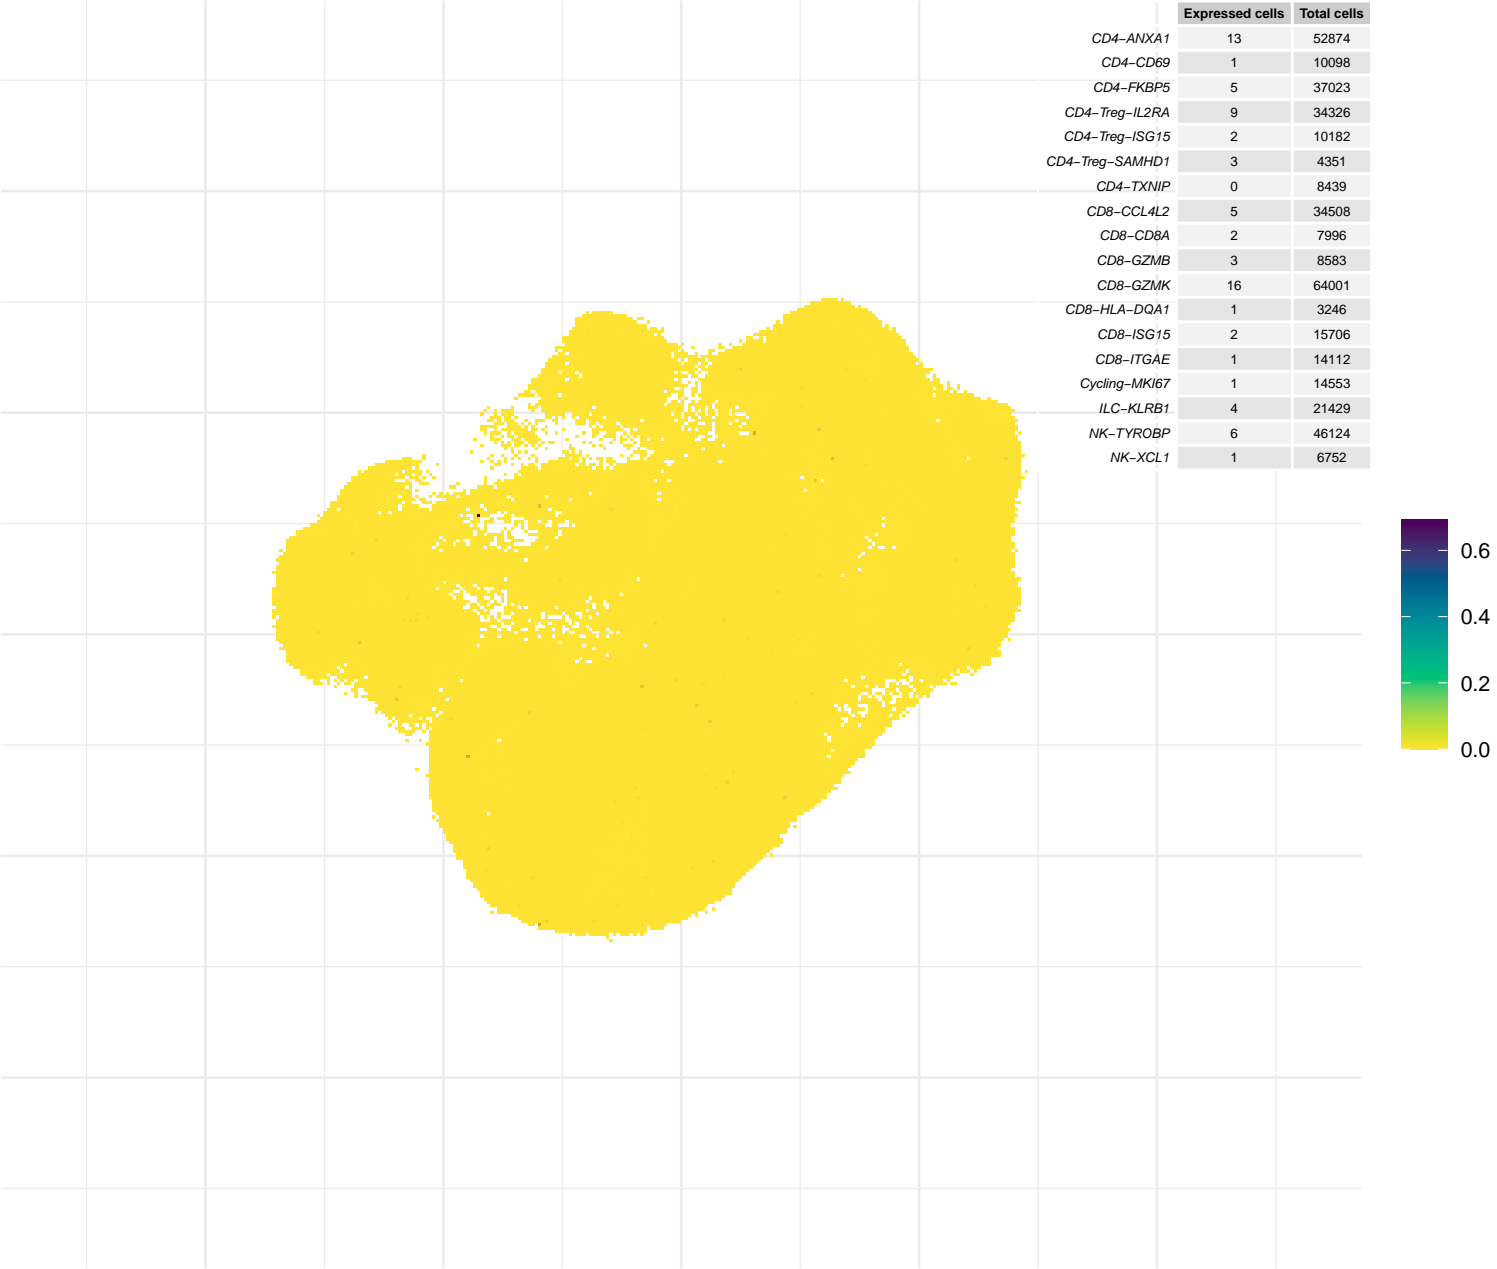 Expressed cells Total cells
CD4−ANXA1 13 52874
CD4−CD69 1 10098
CD4−FKBP5 5 37023
CD4−Treg−IL2RA 9 34326
CD4−Treg−ISG15 2 10182
CD4−Treg−SAMHD1 3 4351
CD4−TXNIP 0 8439
CD8−CCL4L2 5 34508
CD8−CD8A 2 7996
CD8−GZMB 3 8583
CD8−GZMK 16 64001
CD8−HLA−DQA1 1 3246
CD8−ISG15 2 15706
CD8−ITGAE 1 14112
Cycling−MKI67 1 14553
ILC−KLRB1 4 21429
NK−TYROBP 6 46124
NK−XCL1 1 6752
0.6
0.4
0.2
0.0